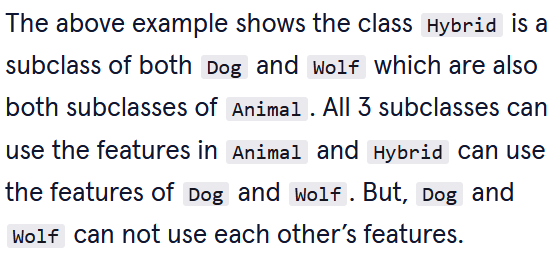 The above example shows the class Hybrid is a
subclass of both Dog and Wolf which are also
both subclasses of Animal. All 3 subclasses can
use the features in Animal and Hybrid can use
the features of Dog and Wolf. But, Dog and
Wolf can not use each other’s features.